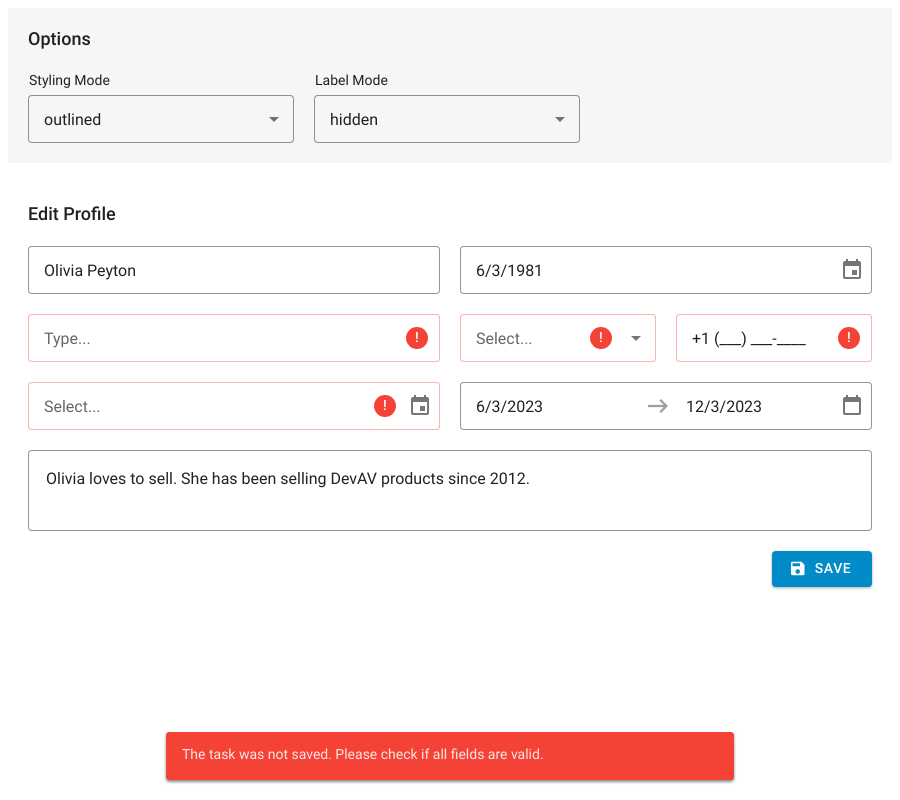 Options
Styling Mode Label Mode
outlined hidden
Edit Profile
Olivia Peyton 6/3/1981
Type... ! Select... ! +1 (___) ___-____ !
Select... ! 6/3/2023 → 12/3/2023
Olivia loves to sell. She has been selling DevAV products since 2012.
SAVE
The task was not saved. Please check if all fields are valid.